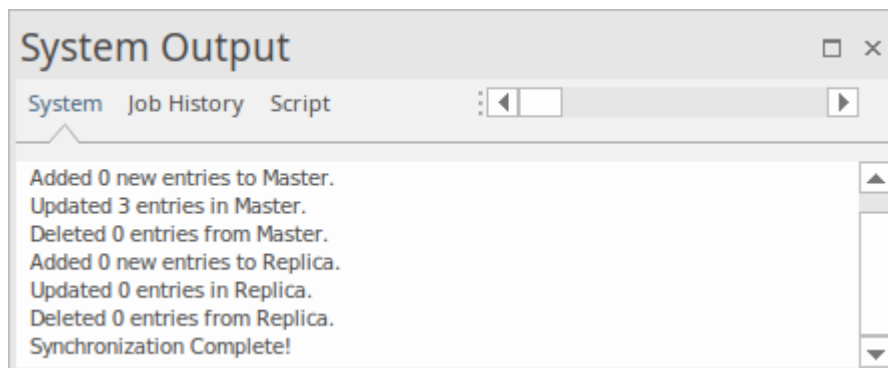 System Output
System Job History Script
Added 0 new entries to Master.
Updated 3 entries in Master.
Deleted 0 entries from Master.
Added 0 new entries to Replica.
Updated 0 entries in Replica.
Deleted 0 entries from Replica.
Synchronization Complete!